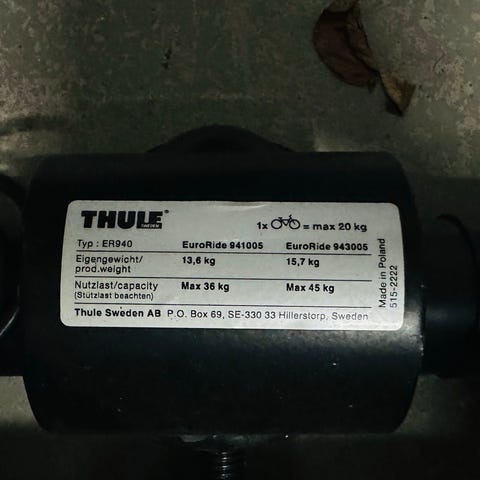 THULE
SWEDEN
1x = max 20 kg
Typ : ER940 EuroRide 941005 EuroRide 943005
Eigengewicht/
prod.weight 13,6 kg 15,7 kg
Nutzlast/capacity Max 36 kg Max 45 kg
(Stützlast beachten)
Thule Sweden AB P.O. Box 69, SE-330 33 Hillerstorp, Sweden
Made in Poland
515-2222